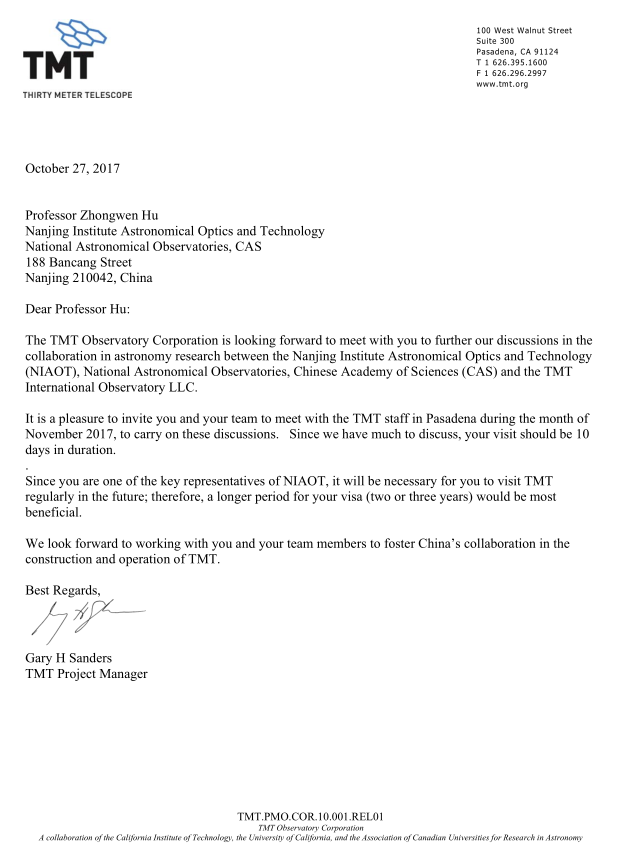 TMT
THIRTY METER TELESCOPE
100 West Walnut Street
Suite 300
Pasadena, CA 91124
T 1 626.395.1600
F 1 626.296.2997
www.tmt.org
October 27, 2017
Professor Zhongwen Hu
Nanjing Institute Astronomical Optics and Technology
National Astronomical Observatories, CAS
188 Bancang Street
Nanjing 210042, China
Dear Professor Hu:
The TMT Observatory Corporation is looking forward to meet with you to further our discussions in the
collaboration in astronomy research between the Nanjing Institute Astronomical Optics and Technology
(NIAOT), National Astronomical Observatories, Chinese Academy of Sciences (CAS) and the TMT
International Observatory LLC.
It is a pleasure to invite you and your team to meet with the TMT staff in Pasadena during the month of
November 2017, to carry on these discussions.   Since we have much to discuss, your visit should be 10
days in duration.
.
Since you are one of the key representatives of NIAOT, it will be necessary for you to visit TMT
regularly in the future; therefore, a longer period for your visa (two or three years) would be most
beneficial.
We look forward to working with you and your team members to foster China's collaboration in the
construction and operation of TMT.
Best Regards,
Gary H Sanders
TMT Project Manager
TMT.PMO.COR.10.001.REL01
TMT Observatory Corporation
A collaboration of the California Institute of Technology, the University of California, and the Association of Canadian Universities for Research in Astronomy